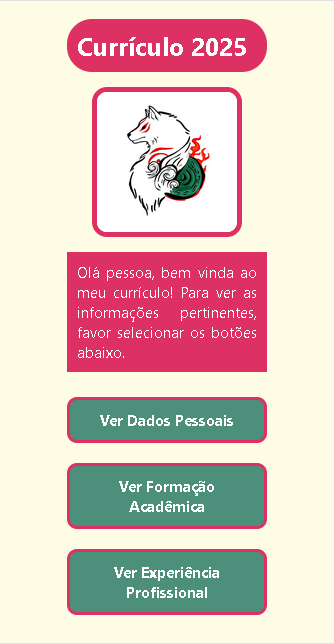 Currículo 2025
Olá pessoa, bem vinda ao
meu currículo! Para ver as
informações pertinentes,
favor selecionar os botões
abaixo.
Ver Dados Pessoais
Ver Formação
Acadêmica
Ver Experiência
Profissional